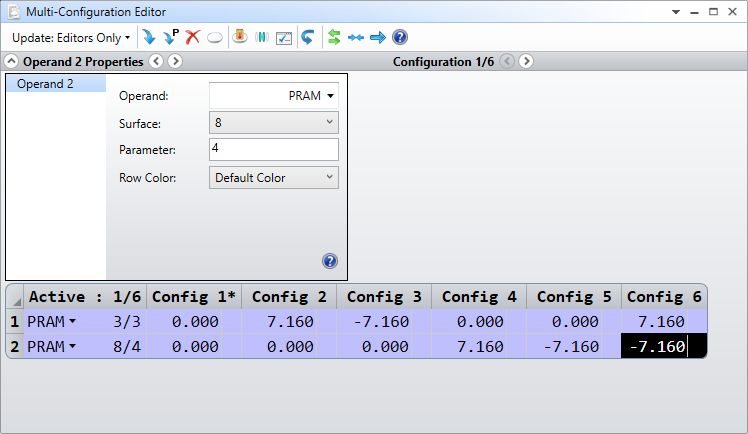 Multi-Configuration Editor
Update: Editors Only
P
Operand 2 Properties Configuration 1/6
Operand 2
Operand: PRAM
Surface: 8
Parameter: 4
Row Color: Default Color
Active : 1/6 Config 1* Config 2 Config 3 Config 4 Config 5 Config 6
1 PRAM 3/3 0.000 7.160 -7.160 0.000 0.000 7.160
2 PRAM 8/4 0.000 0.000 0.000 7.160 -7.160 -7.160